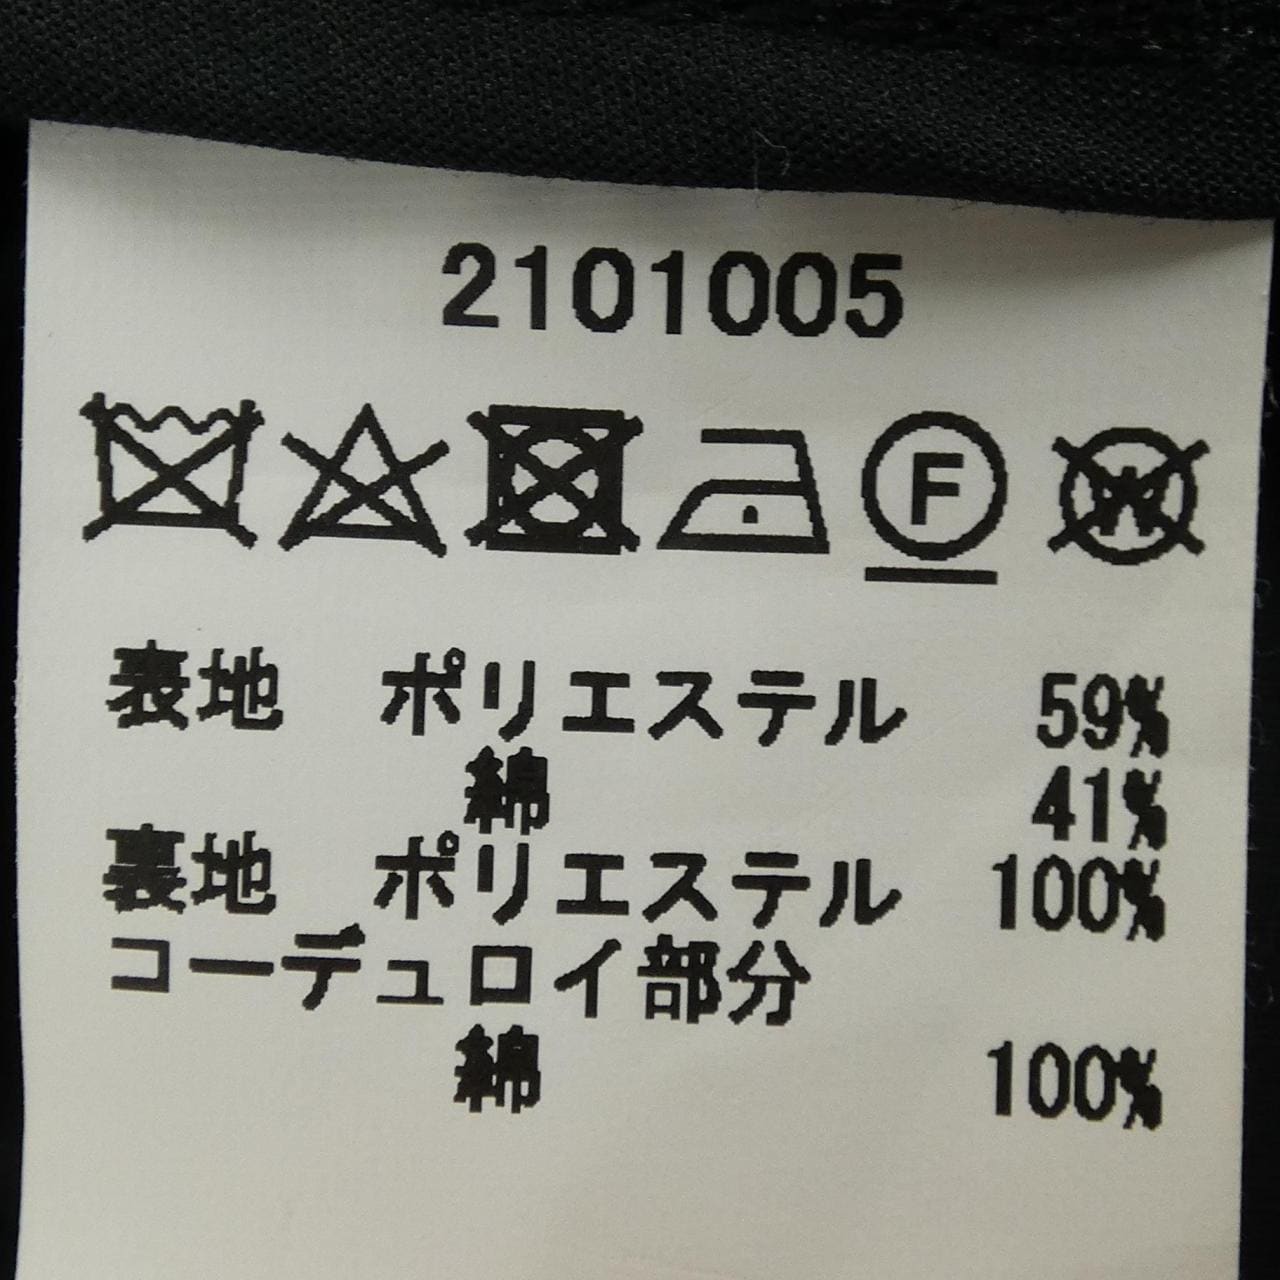 2101005
F
W
表地 ポリエステル 59%
綿 41%
裏地 ポリエステル 100%
コーデュロイ部分
綿 100%